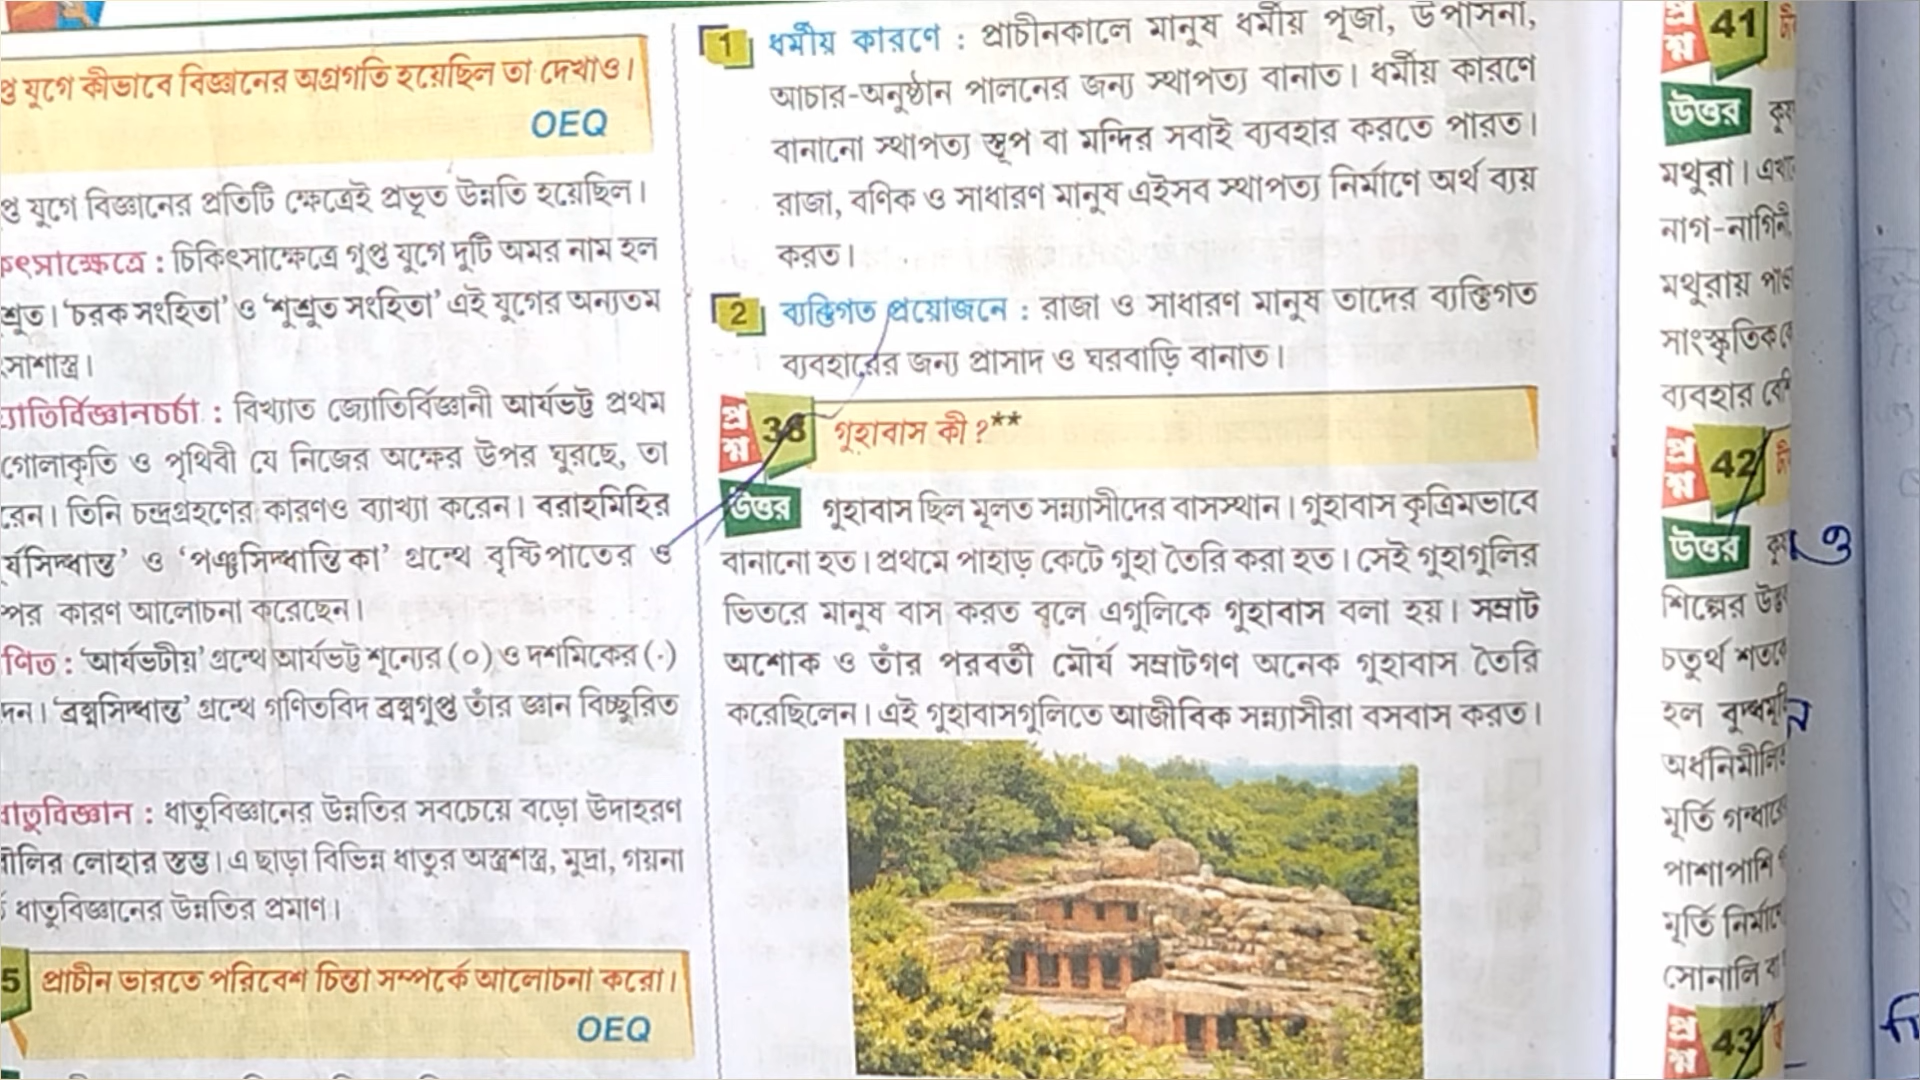 যুগে কীভাবে বিজ্ঞানের অগ্রগতি হয়েছিল তা দেখাও।
OEQ
যুগে বিজ্ঞানের প্রতিটি ক্ষেত্রেই প্রভূত উন্নতি হয়েছিল।
চিকিৎসাক্ষেত্রে গুপ্ত যুগে দুটি অমর নাম হল
'চরক সংহিতা' ও 'শুশ্রুত সংহিতা' এই যুগের অন্যতম
বিখ্যাত জ্যোতির্বিজ্ঞানী আর্যভট্ট প্রথম
গোলাকৃতি ও পৃথিবী যে নিজের অক্ষের উপর ঘুরছে, তা
তিনি চন্দ্রগ্রহণের কারণও ব্যাখ্যা করেন। বরাহমিহির
ও 'পঞ্চসিদ্ধান্তিকা' গ্রন্থে বৃষ্টিপাতের ও
কারণ আলোচনা করেছেন।
'আর্যভটীয়' গ্রন্থে আর্যভট্ট শূন্যের (০) ও দশমিকের (·)
'ব্রহ্মসিদ্ধান্ত' গ্রন্থে গণিতবিদ ব্রহ্মগুপ্ত তাঁর জ্ঞান বিচ্ছুরিত
ধাতুবিজ্ঞানের উন্নতির সবচেয়ে বড়ো উদাহরণ
লোহার স্তম্ভ। এ ছাড়া বিভিন্ন ধাতুর অস্ত্রশস্ত্র, মুদ্রা, গয়না
ধাতুবিজ্ঞানের উন্নতির প্রমাণ।
5 প্রাচীন ভারতে পরিবেশ চিন্তা সম্পর্কে আলোচনা করো।
OEQ
1 ধর্মীয় কারণে : প্রাচীনকালে মানুষ ধর্মীয় পূজা, উপাসনা,
আচার-অনুষ্ঠান পালনের জন্য স্থাপত্য বানাত। ধর্মীয় কারণে
বানানো স্থাপত্য স্তূপ বা মন্দির সবাই ব্যবহার করতে পারত।
রাজা, বণিক ও সাধারণ মানুষ এইসব স্থাপত্য নির্মাণে অর্থ ব্যয়
করত।
2 ব্যক্তিগত প্রয়োজনে : রাজা ও সাধারণ মানুষ তাদের ব্যক্তিগত
ব্যবহারের জন্য প্রাসাদ ও ঘরবাড়ি বানাত।
প্রশ্ন গুহাবাস কী?**
উত্তর গুহাবাস ছিল মূলত সন্ন্যাসীদের বাসস্থান। গুহাবাস কৃত্রিমভাবে
বানানো হত। প্রথমে পাহাড় কেটে গুহা তৈরি করা হত। সেই গুহাগুলির
ভিতরে মানুষ বাস করত বলে এগুলিকে গুহাবাস বলা হয়। সম্রাট
অশোক ও তাঁর পরবর্তী মৌর্য সম্রাটগণ অনেক গুহাবাস তৈরি
করেছিলেন। এই গুহাবাসগুলিতে আজীবিক সন্ন্যাসীরা বসবাস করত।
প্রশ্ন 41
উত্তর
মথুরা।
নাগ-নাগিনী
মথুরায়
ব্যবহার
প্রশ্ন 42
উত্তর
শিল্পের
চতুর্থ
হল
মূর্তি
পাশাপাশি
মূর্তি
সোনালি
প্রশ্ন 43